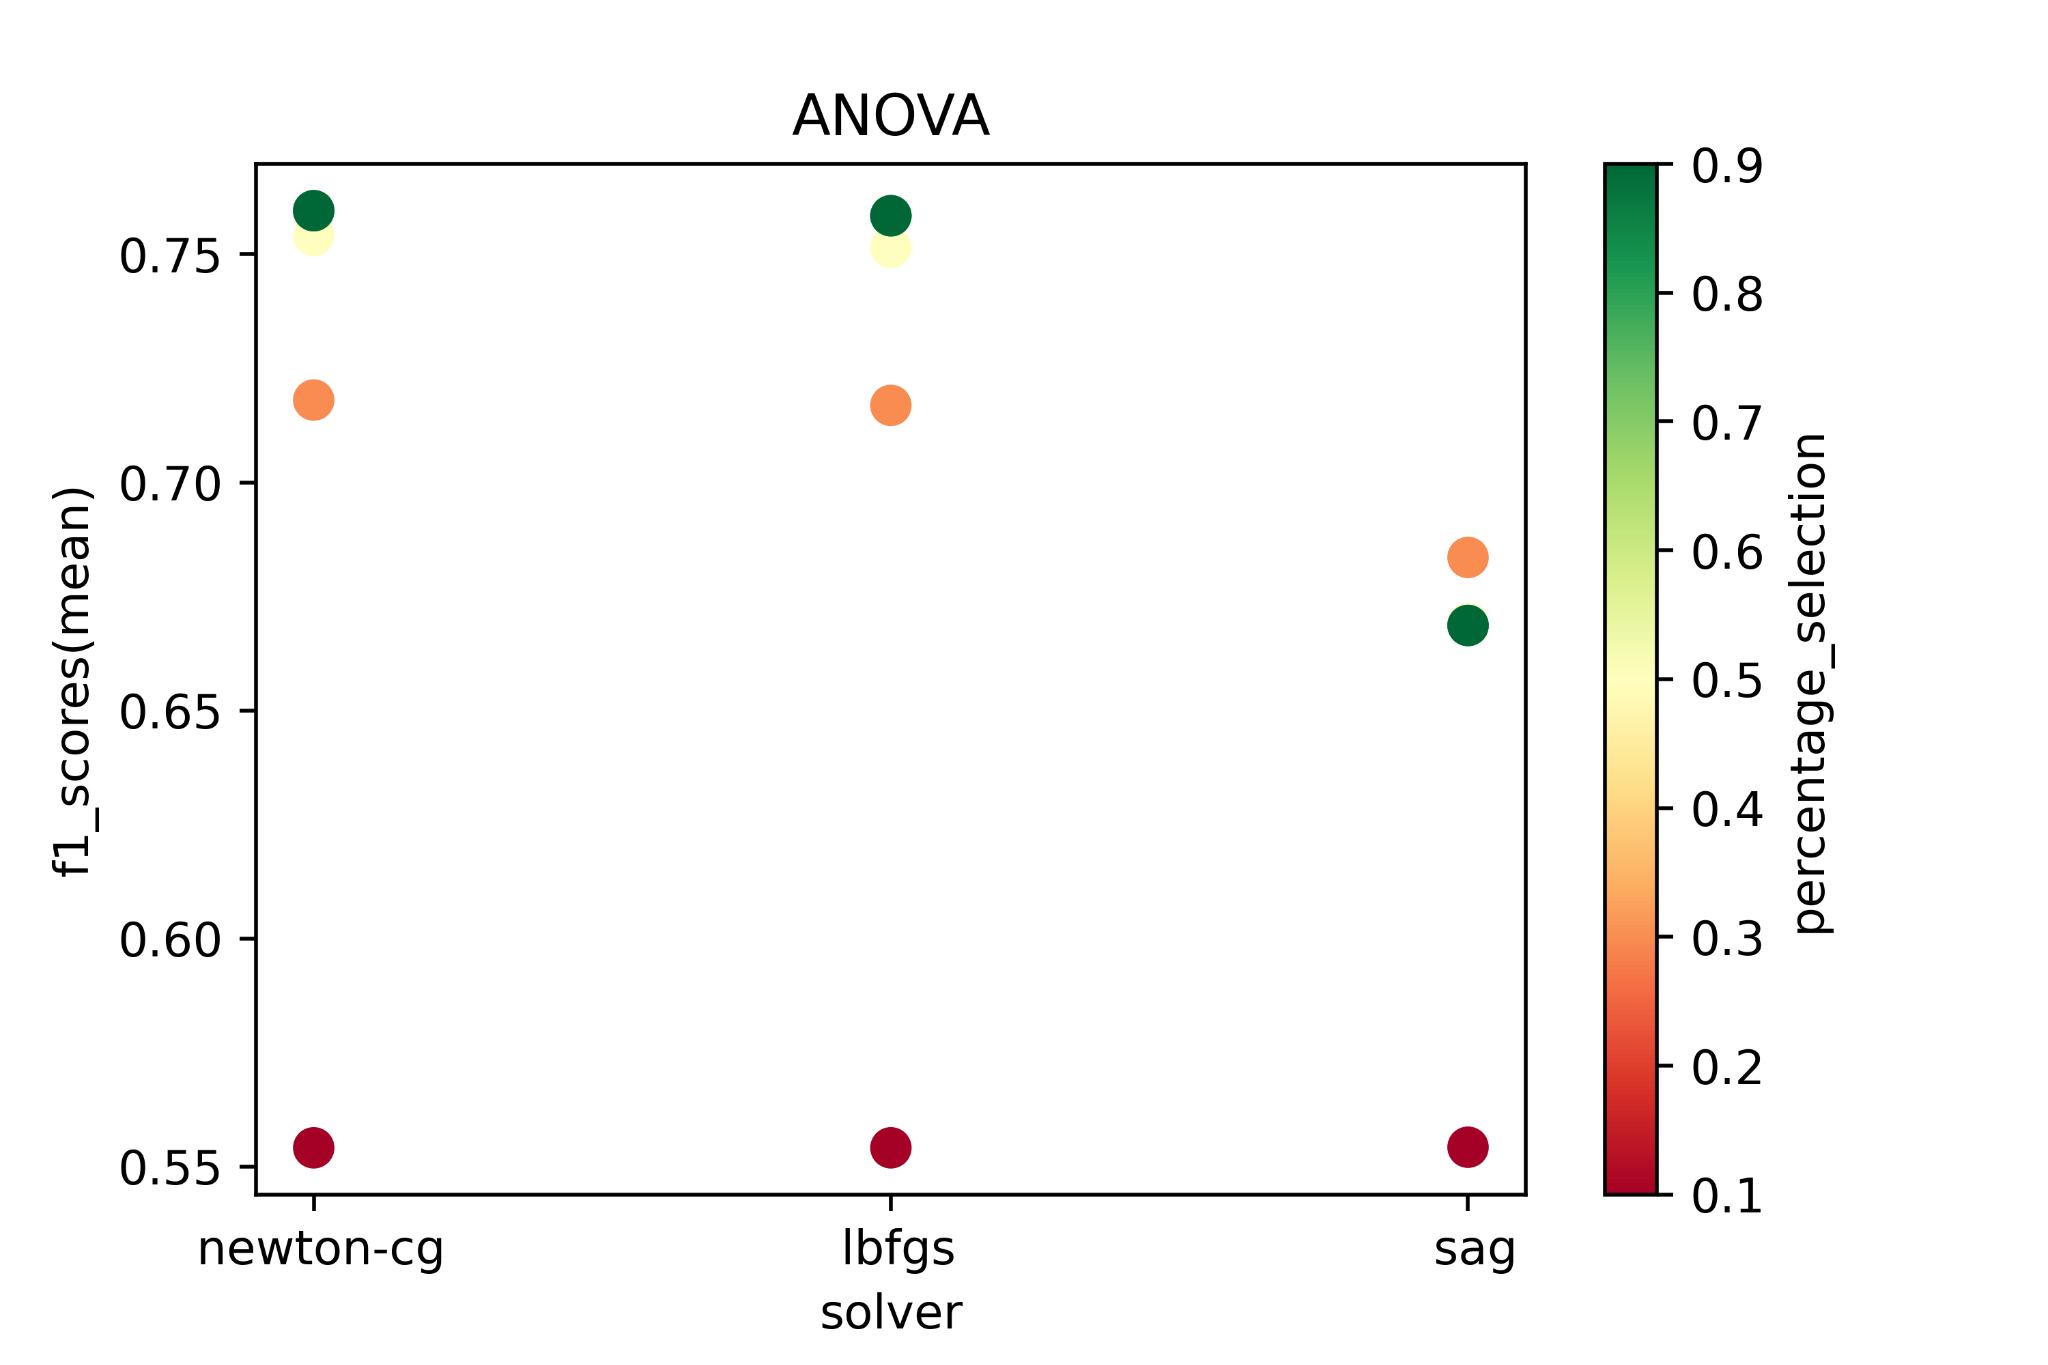 ANOVA
f1_scores(mean)
0.75
0.70
0.65
0.60
0.55
newton-cg
lbfgs
sag
solver
0.9
0.8
0.7
0.6
0.5
0.4
0.3
0.2
0.1
percentage_selection